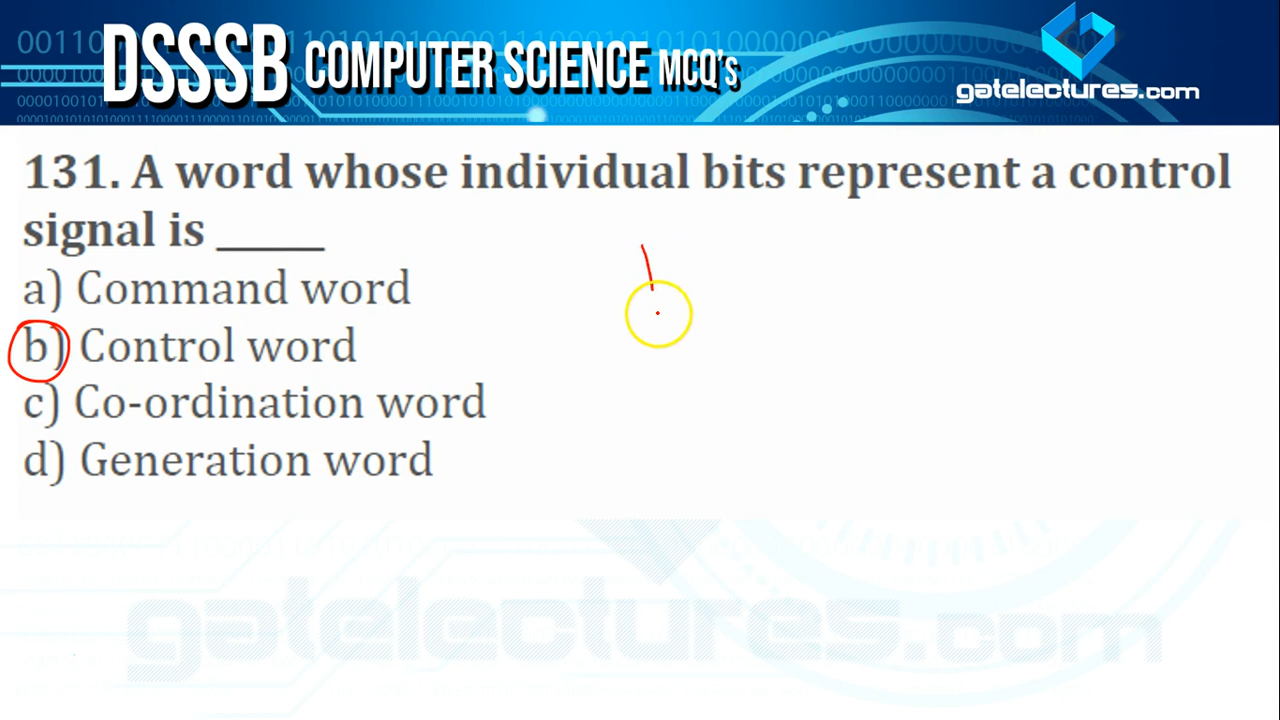 DSSSB COMPUTER SCIENCE MCQ's
gatelectures.com
131. A word whose individual bits represent a control
signal is _____
a) Command word
b) Control word
c) Co-ordination word
d) Generation word
gatelectures.com